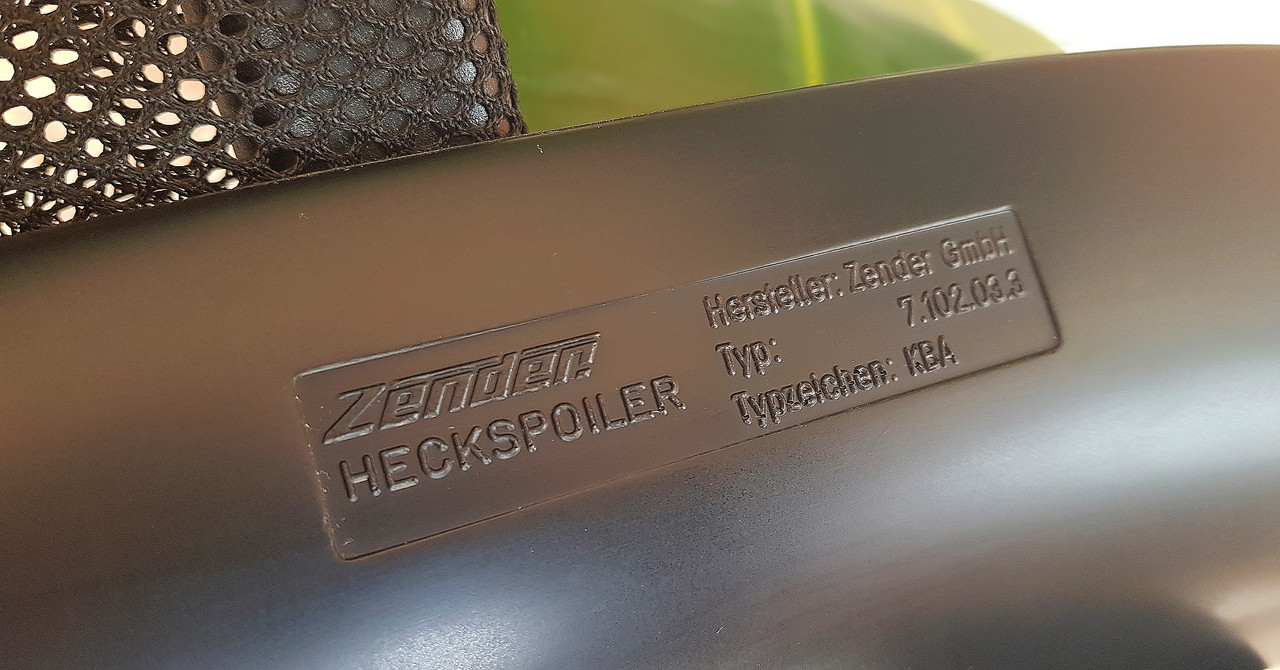 Zender
HECKSPOILER
Hersteller: Zender GmbH
Typ: 7.102.03.3
Typzeichen: KBA